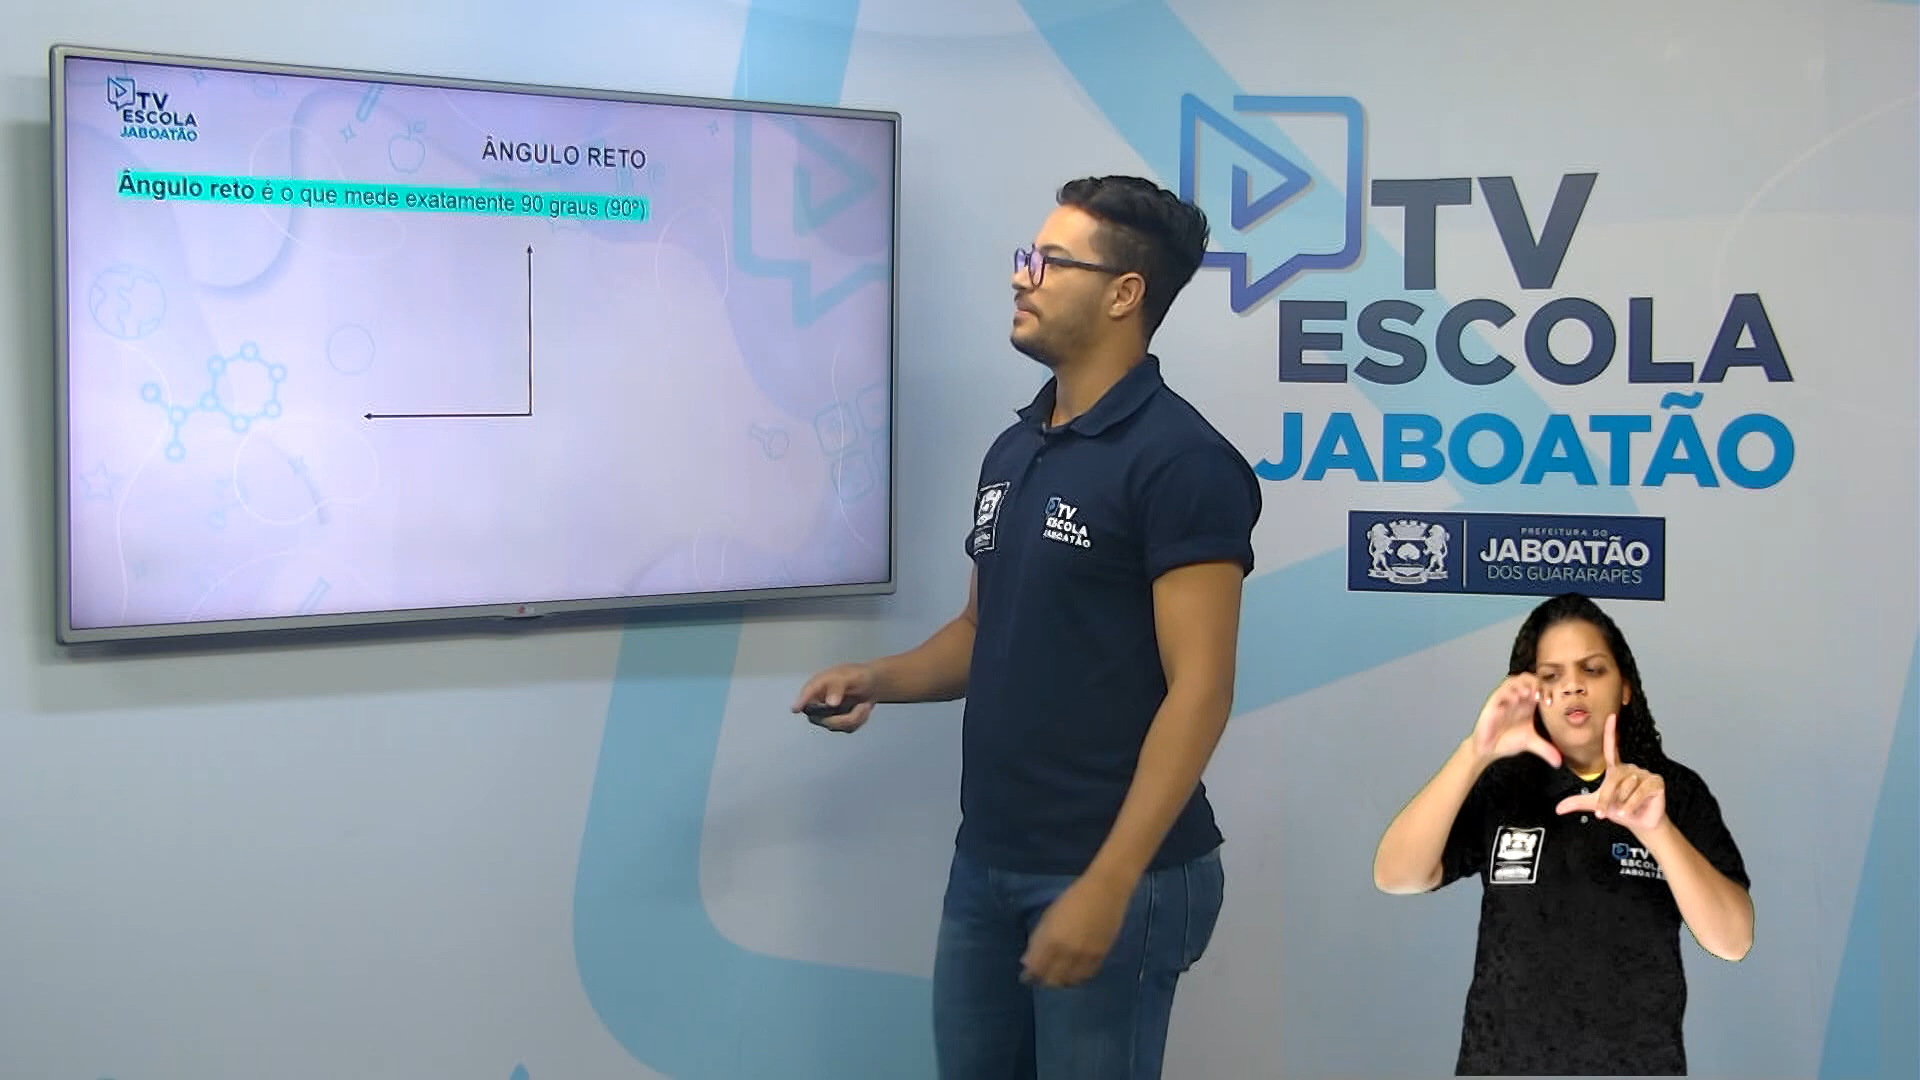 TV
ESCOLA
JABOATÃO
ÂNGULO RETO
Ângulo reto é o que mede exatamente 90 graus (90º)
TV
ESCOLA
JABOATÃO
PREFEITURA DO
JABOATÃO
DOS GUARARAPES
TV
ESCOLA
JABOATÃO
TV
ESCOLA
JABOATÃO